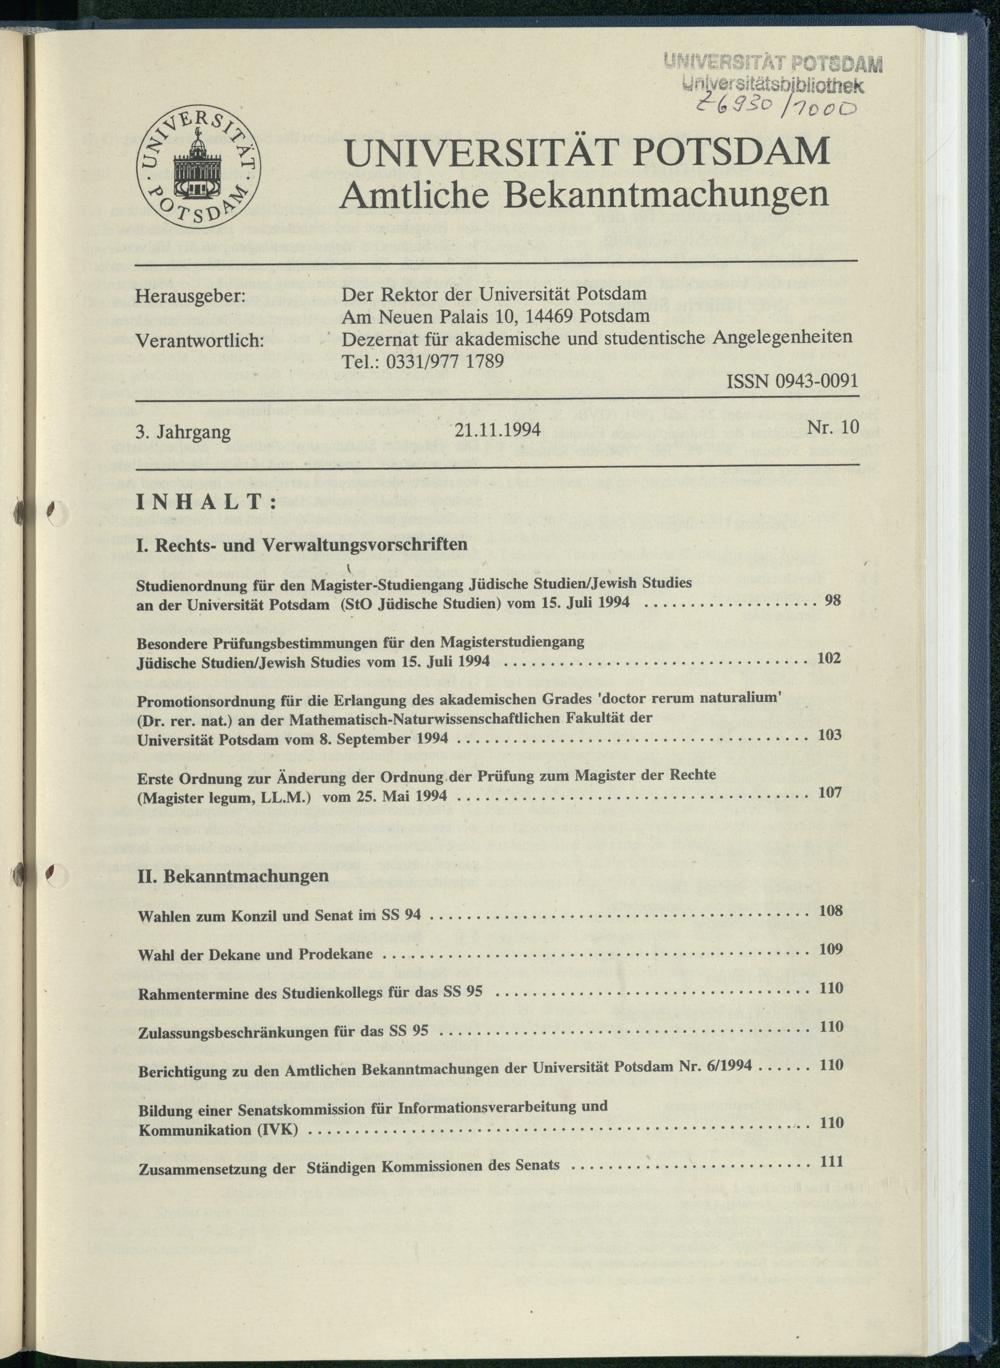 UNIVERSITÄT POTSDAM
Universitätsbibliothek
Z6930/1000
UNIVERSITÄT · POTSDAM ·
UNIVERSITÄT POTSDAM
Amtliche Bekanntmachungen
Herausgeber: Der Rektor der Universität Potsdam
Am Neuen Palais 10, 14469 Potsdam
Verantwortlich: Dezernat für akademische und studentische Angelegenheiten
Tel.: 0331/977 1789
ISSN 0943-0091
3. Jahrgang 21.11.1994 Nr. 10
INHALT:
I. Rechts- und Verwaltungsvorschriften
Studienordnung für den Magister-Studiengang Jüdische Studien/Jewish Studies
an der Universität Potsdam (StO Jüdische Studien) vom 15. Juli 1994 ................... 98
Besondere Prüfungsbestimmungen für den Magisterstudiengang
Jüdische Studien/Jewish Studies vom 15. Juli 1994 ................................. 102
Promotionsordnung für die Erlangung des akademischen Grades 'doctor rerum naturalium'
(Dr. rer. nat.) an der Mathematisch-Naturwissenschaftlichen Fakultät der
Universität Potsdam vom 8. September 1994 ...................................... 103
Erste Ordnung zur Änderung der Ordnung der Prüfung zum Magister der Rechte
(Magister legum, LL.M.) vom 25. Mai 1994 ...................................... 107
II. Bekanntmachungen
Wahlen zum Konzil und Senat im SS 94 ......................................... 108
Wahl der Dekane und Prodekane .............................................. 109
Rahmentermine des Studienkollegs für das SS 95 .................................. 110
Zulassungsbeschränkungen für das SS 95 ........................................ 110
Berichtigung zu den Amtlichen Bekanntmachungen der Universität Potsdam Nr. 6/1994 ...... 110
Bildung einer Senatskommission für Informationsverarbeitung und
Kommunikation (IVK) ...................................................... 110
Zusammensetzung der Ständigen Kommissionen des Senats .......................... 111